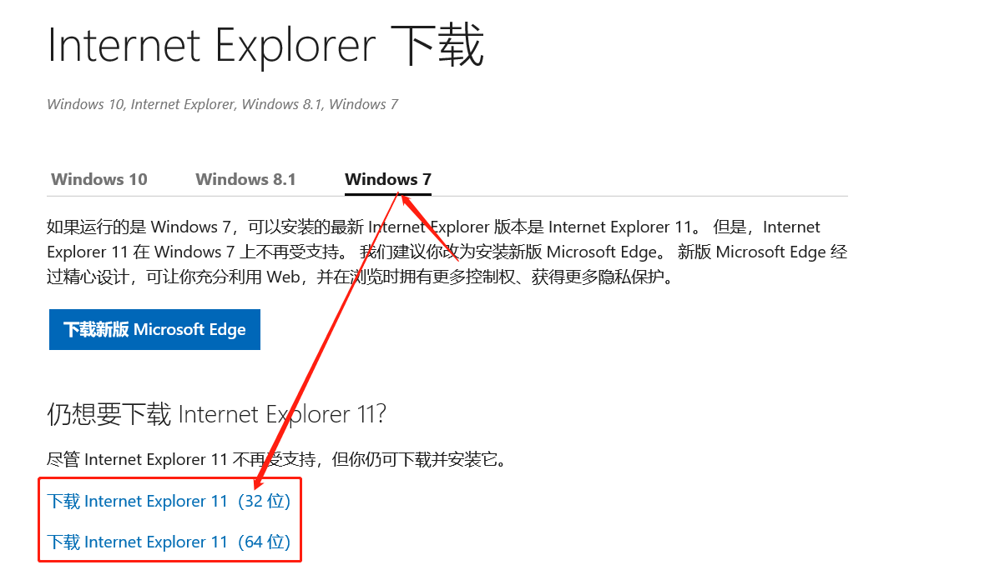 Internet Explorer 下载
Windows 10, Internet Explorer, Windows 8.1, Windows 7
Windows 10 Windows 8.1 Windows 7
如果运行的是 Windows 7，可以安装的最新 Internet Explorer 版本是 Internet Explorer 11。 但是，Internet
Explorer 11 在 Windows 7 上不再受支持。 我们建议你改为安装新版 Microsoft Edge。 新版 Microsoft Edge 经
过精心设计，可让你充分利用 Web，并在浏览时拥有更多控制权、获得更多隐私保护。
下载新版 Microsoft Edge
仍想要下载 Internet Explorer 11?
尽管 Internet Explorer 11 不再受支持，但你仍可下载并安装它。
下载 Internet Explorer 11（32 位）
下载 Internet Explorer 11（64 位）